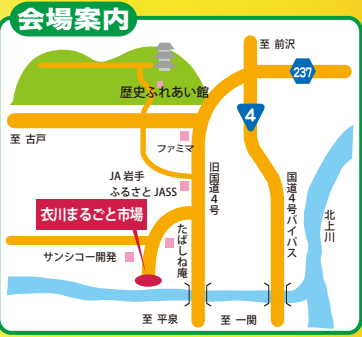 会場案内
至 前沢
237
歴史ふれあい館
4
至 古戸
ファミマ
JA 岩手
ふるさと JASS
旧国道4号
国道4号バイパス
北上川
衣川まるごと市場
たばしね庵
サンシコー開発
至 平泉
至 一関